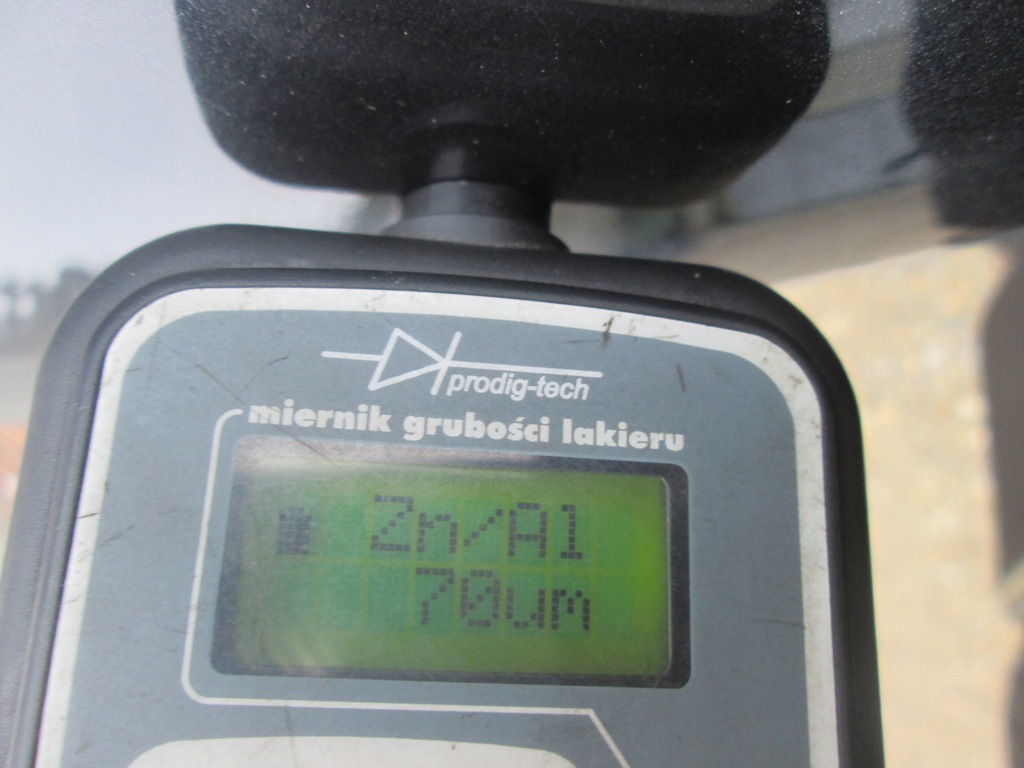 prodig-tech
miernik grubości lakieru
Zn/Al
70um